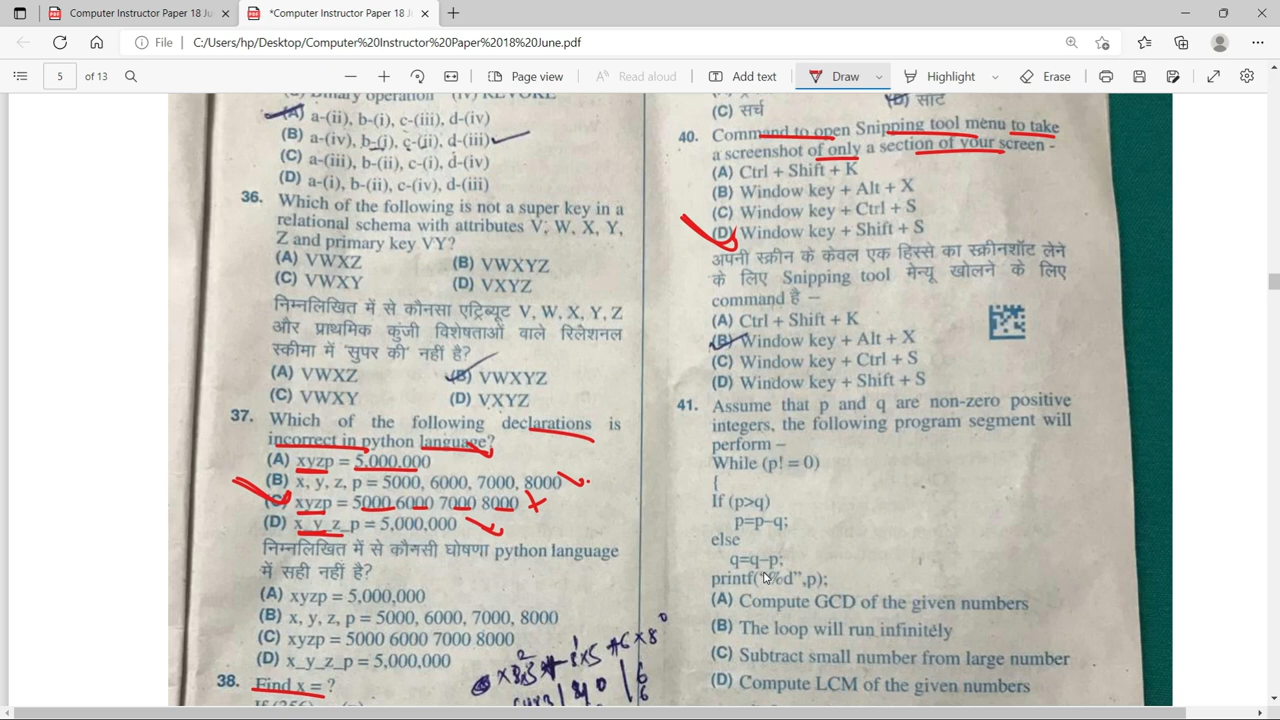 Computer Instructor Paper 18 Ju
*Computer Instructor Paper 18 J
File
C:/Users/hp/Desktop/Computer%20Instructor%20Paper%2018%20June.pdf
5 of 13
Page view
Read aloud
Add text
Draw
Highlight
Erase
Binary operation (iv) REVOKE
(A) a-(ii), b-(i), c-(iii), d-(iv)
(B) a-(iv), b-(i), c-(ii), d-(iii)
(C) a-(iii), b-(ii), c-(i), d-(iv)
(D) a-(i), b-(ii), c-(iv), d-(iii)
36. Which of the following is not a super key in a
relational schema with attributes V, W, X, Y,
Z and primary key VY?
(A) VWXZ (B) VWXYZ
(C) VWXY (D) VXYZ
निम्नलिखित में से कौनसा एट्रिब्यूट V, W, X, Y, Z
और प्राथमिक कुंजी विशेषताओं वाले रिलैशनल
स्कीमा में 'सुपर की' नहीं है?
(A) VWXZ (B) VWXYZ
(C) VWXY (D) VXYZ
37. Which of the following declarations is
incorrect in python language?
(A) xyzp = 5,000,000
(B) x, y, z, p = 5000, 6000, 7000, 8000
(C) xyzp = 5000 6000 7000 8000
(D) x_y_z_p = 5,000,000
निम्नलिखित में से कौनसी घोषणा python language
में सही नहीं है?
(A) xyzp = 5,000,000
(B) x, y, z, p = 5000, 6000, 7000, 8000
(C) xyzp = 5000 6000 7000 8000
(D) x_y_z_p = 5,000,000
38. Find x = ?
(C) सर्च (D) सार्ट
40. Command to open Snipping tool menu to take
a screenshot of only a section of your screen -
(A) Ctrl + Shift + K
(B) Window key + Alt + X
(C) Window key + Ctrl + S
(D) Window key + Shift + S
अपनी स्क्रीन के केवल एक हिस्से का स्क्रीनशॉट लेने
के लिए Snipping tool मेन्यू खोलने के लिए
command है –
(A) Ctrl + Shift + K
(B) Window key + Alt + X
(C) Window key + Ctrl + S
(D) Window key + Shift + S
41. Assume that p and q are non-zero positive
integers, the following program segment will
perform –
While (p! = 0)
{
If (p>q)
p=p–q;
else
q=q–p;
printf("%d",p);
(A) Compute GCD of the given numbers
(B) The loop will run infinitely
(C) Subtract small number from large number
(D) Compute LCM of the given numbers